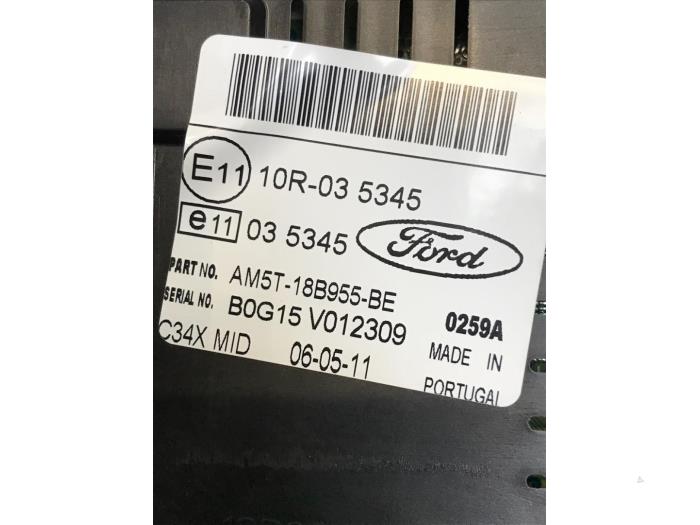 E11 10R-03 5345
e11 03 5345 Ford
PART NO. AM5T-18B955-BE
SERIAL NO. B0G15 V012309 0259A
C34X MID 06-05-11 MADE IN
PORTUGAL